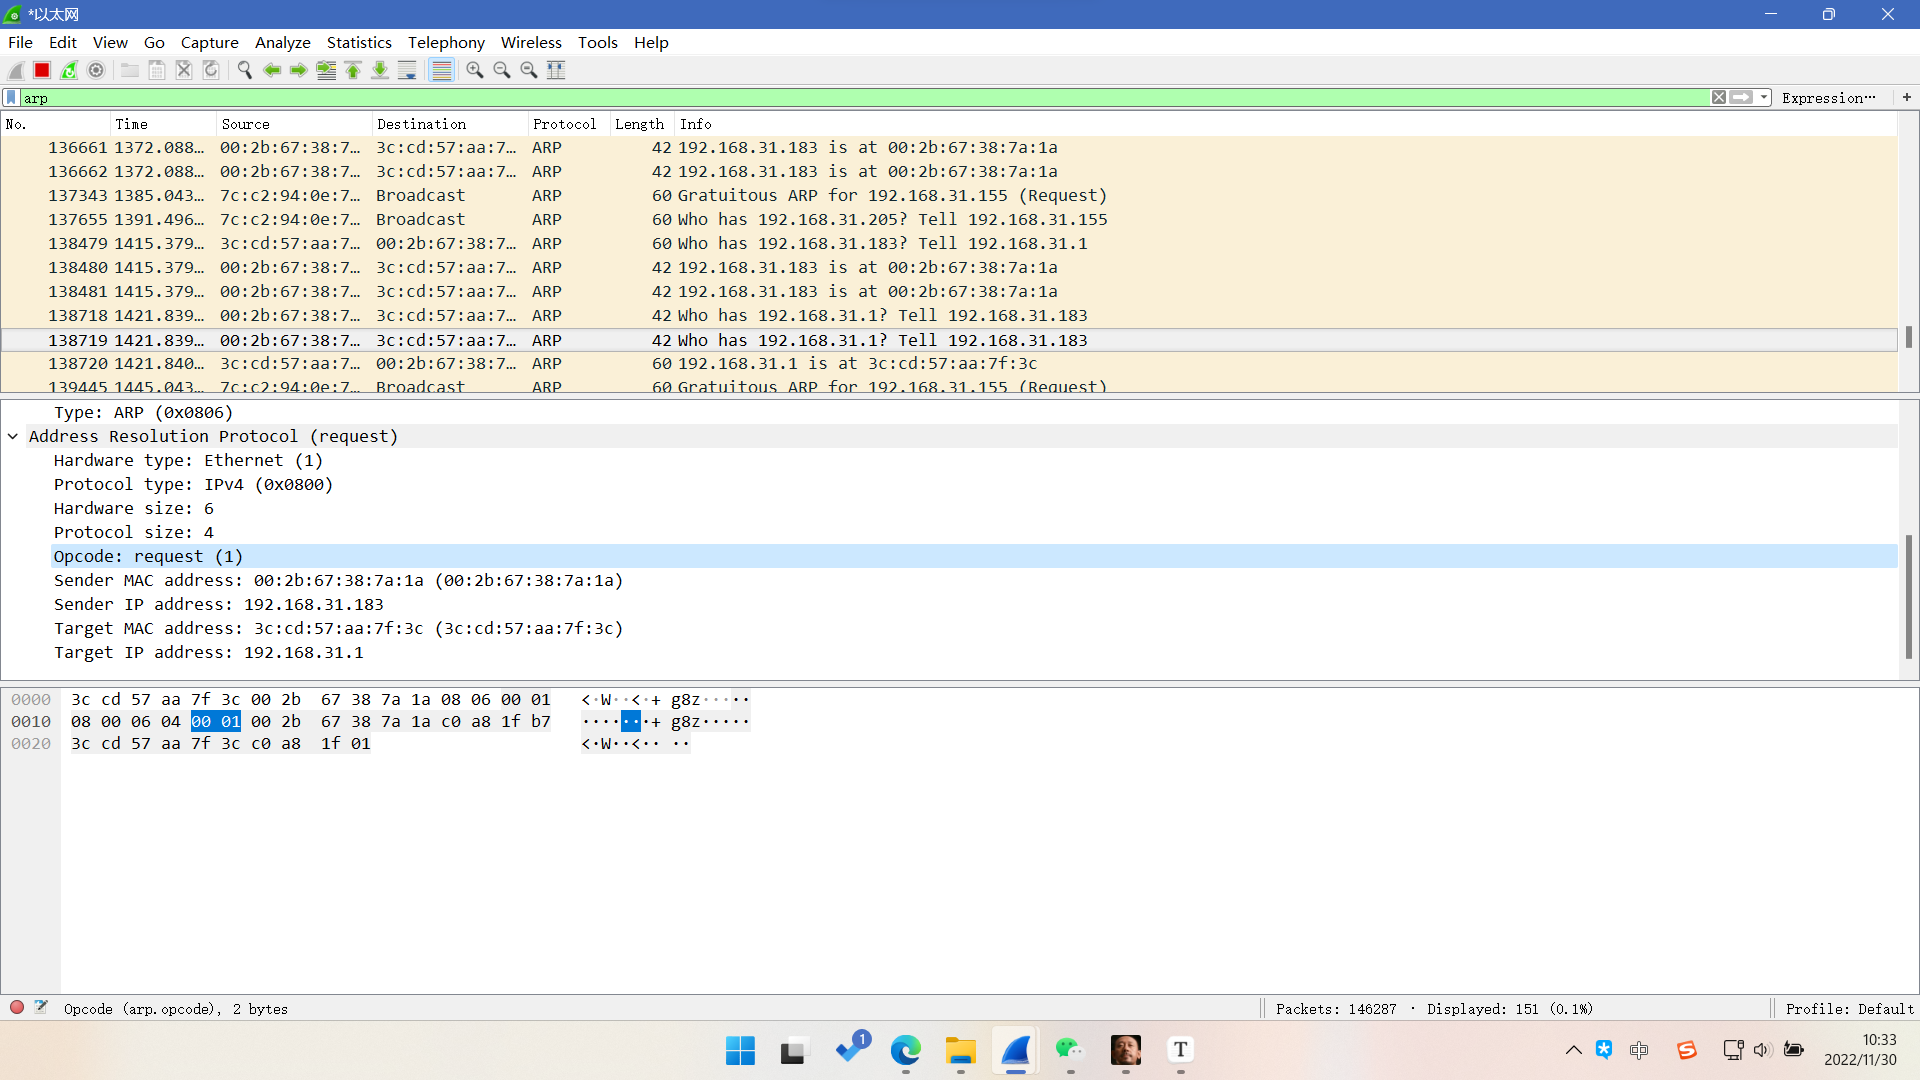 *以太网
File Edit View Go Capture Analyze Statistics Telephony Wireless Tools Help
arp Expression… +
No. Time Source Destination Protocol Length Info
136661 1372.088… 00:2b:67:38:7… 3c:cd:57:aa:7… ARP 42 192.168.31.183 is at 00:2b:67:38:7a:1a
136662 1372.088… 00:2b:67:38:7… 3c:cd:57:aa:7… ARP 42 192.168.31.183 is at 00:2b:67:38:7a:1a
137343 1385.043… 7c:c2:94:0e:7… Broadcast ARP 60 Gratuitous ARP for 192.168.31.155 (Request)
137655 1391.496… 7c:c2:94:0e:7… Broadcast ARP 60 Who has 192.168.31.205? Tell 192.168.31.155
138479 1415.379… 3c:cd:57:aa:7… 00:2b:67:38:7… ARP 60 Who has 192.168.31.183? Tell 192.168.31.1
138480 1415.379… 00:2b:67:38:7… 3c:cd:57:aa:7… ARP 42 192.168.31.183 is at 00:2b:67:38:7a:1a
138481 1415.379… 00:2b:67:38:7… 3c:cd:57:aa:7… ARP 42 192.168.31.183 is at 00:2b:67:38:7a:1a
138718 1421.839… 00:2b:67:38:7… 3c:cd:57:aa:7… ARP 42 Who has 192.168.31.1? Tell 192.168.31.183
138719 1421.839… 00:2b:67:38:7… 3c:cd:57:aa:7… ARP 42 Who has 192.168.31.1? Tell 192.168.31.183
138720 1421.840… 3c:cd:57:aa:7… 00:2b:67:38:7… ARP 60 192.168.31.1 is at 3c:cd:57:aa:7f:3c
139445 1445.043… 7c:c2:94:0e:7… Broadcast ARP 60 Gratuitous ARP for 192.168.31.155 (Request)
Type: ARP (0x0806)
Address Resolution Protocol (request)
Hardware type: Ethernet (1)
Protocol type: IPv4 (0x0800)
Hardware size: 6
Protocol size: 4
Opcode: request (1)
Sender MAC address: 00:2b:67:38:7a:1a (00:2b:67:38:7a:1a)
Sender IP address: 192.168.31.183
Target MAC address: 3c:cd:57:aa:7f:3c (3c:cd:57:aa:7f:3c)
Target IP address: 192.168.31.1
0000 3c cd 57 aa 7f 3c 00 2b 67 38 7a 1a 08 06 00 01 <·W··<·+ g8z·····
0010 08 00 06 04 00 01 00 2b 67 38 7a 1a c0 a8 1f b7 ·······+ g8z·····
0020 3c cd 57 aa 7f 3c c0 a8 1f 01 <·W··<·· ··
Opcode (arp.opcode), 2 bytes Packets: 146287 · Displayed: 151 (0.1%) Profile: Default
1 T 中 S 10:33
2022/11/30